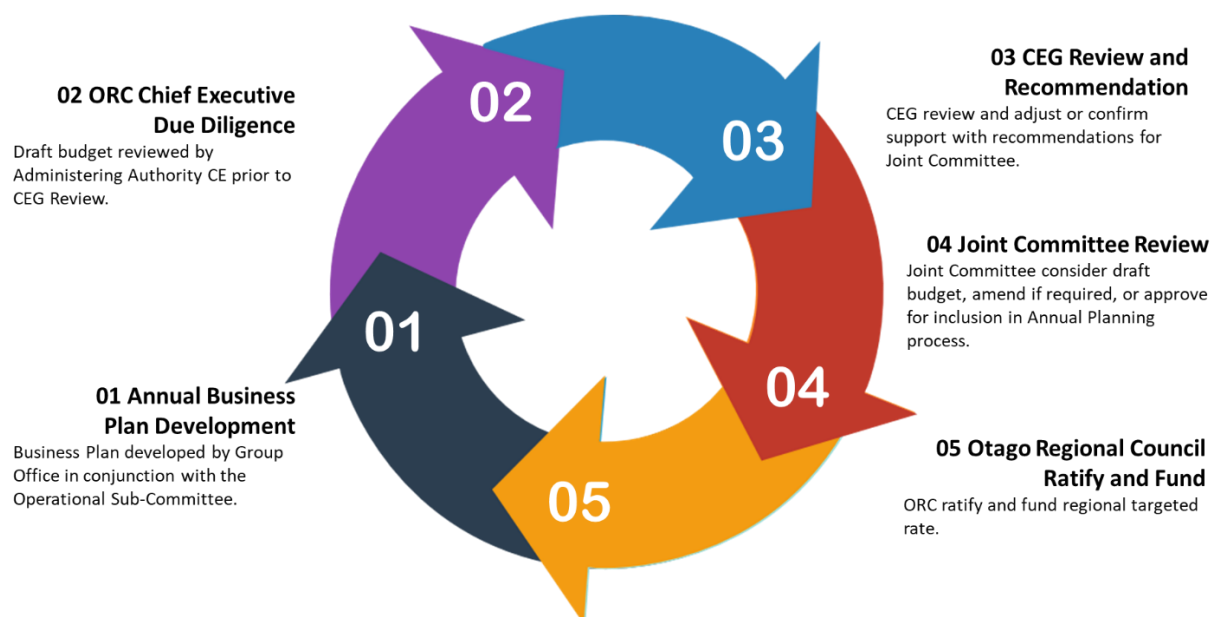 01 Annual Business
Plan Development
Business Plan developed by Group
Office in conjunction with the
Operational Sub-Committee.
02 ORC Chief Executive
Due Diligence
Draft budget reviewed by
Administering Authority CE prior to
CEG Review.
03 CEG Review and
Recommendation
CEG review and adjust or confirm
support with recommendations for
Joint Committee.
04 Joint Committee Review
Joint Committee consider draft
budget, amend if required, or approve
for inclusion in Annual Planning
process.
05 Otago Regional Council
Ratify and Fund
ORC ratify and fund regional targeted
rate.
01
02
03
04
05